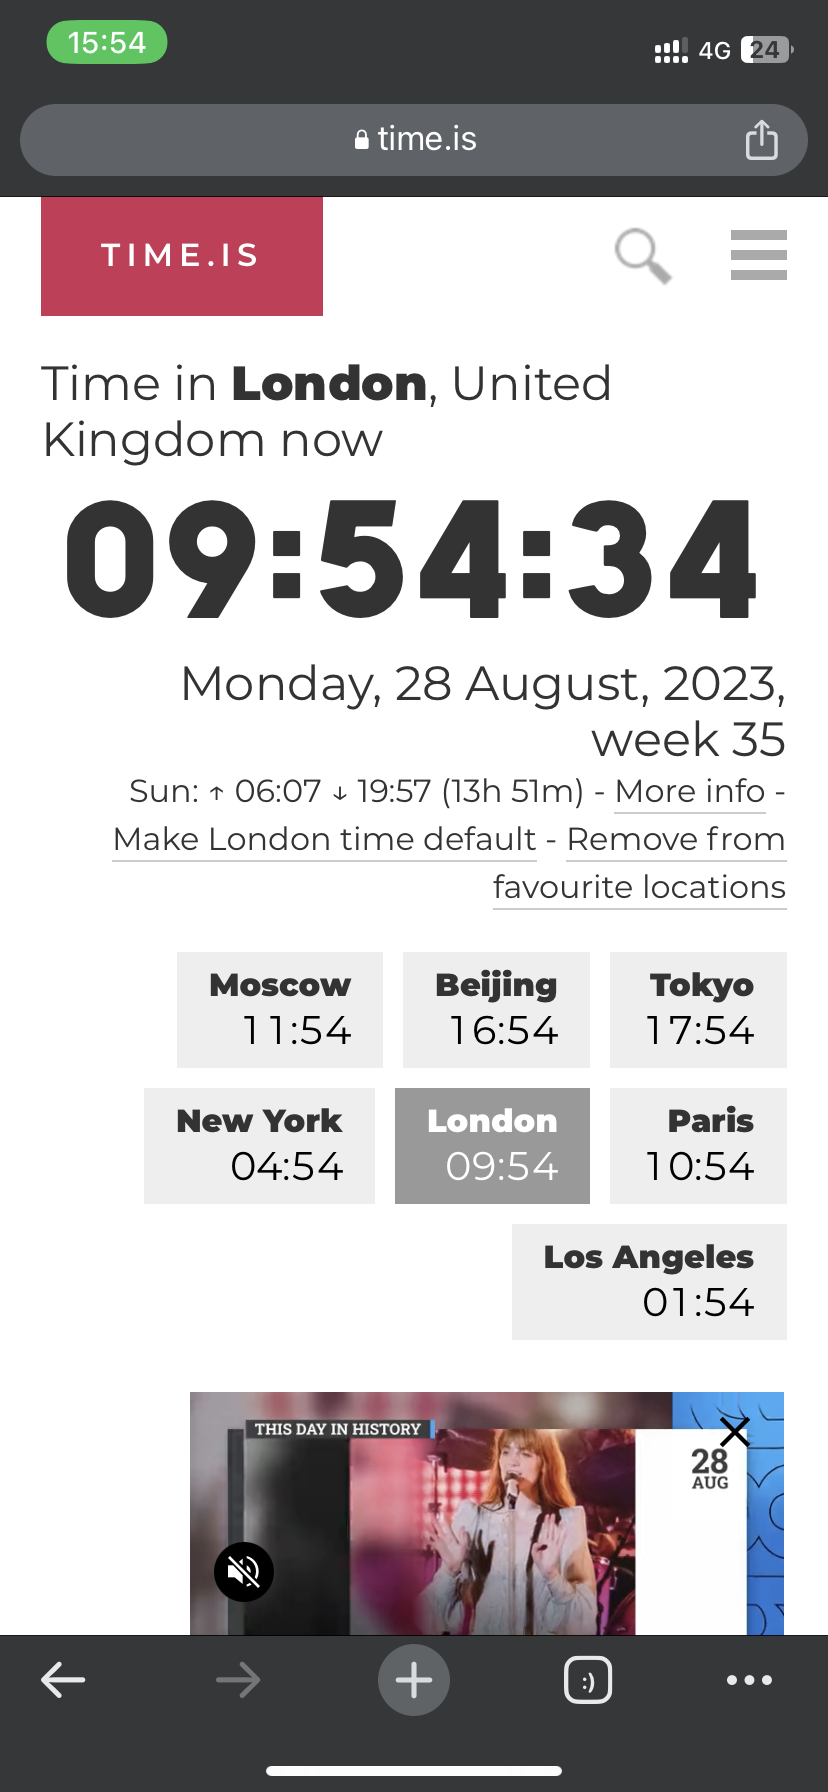 15:54
4G 24
time.is
TIME.IS
Time in London, United
Kingdom now
09:54:34
Monday, 28 August, 2023,
week 35
Sun: ↑ 06:07 ↓ 19:57 (13h 51m) - More info -
Make London time default - Remove from
favourite locations
Moscow
11:54
Beijing
16:54
Tokyo
17:54
New York
04:54
London
09:54
Paris
10:54
Los Angeles
01:54
THIS DAY IN HISTORY
28
AUG
:)